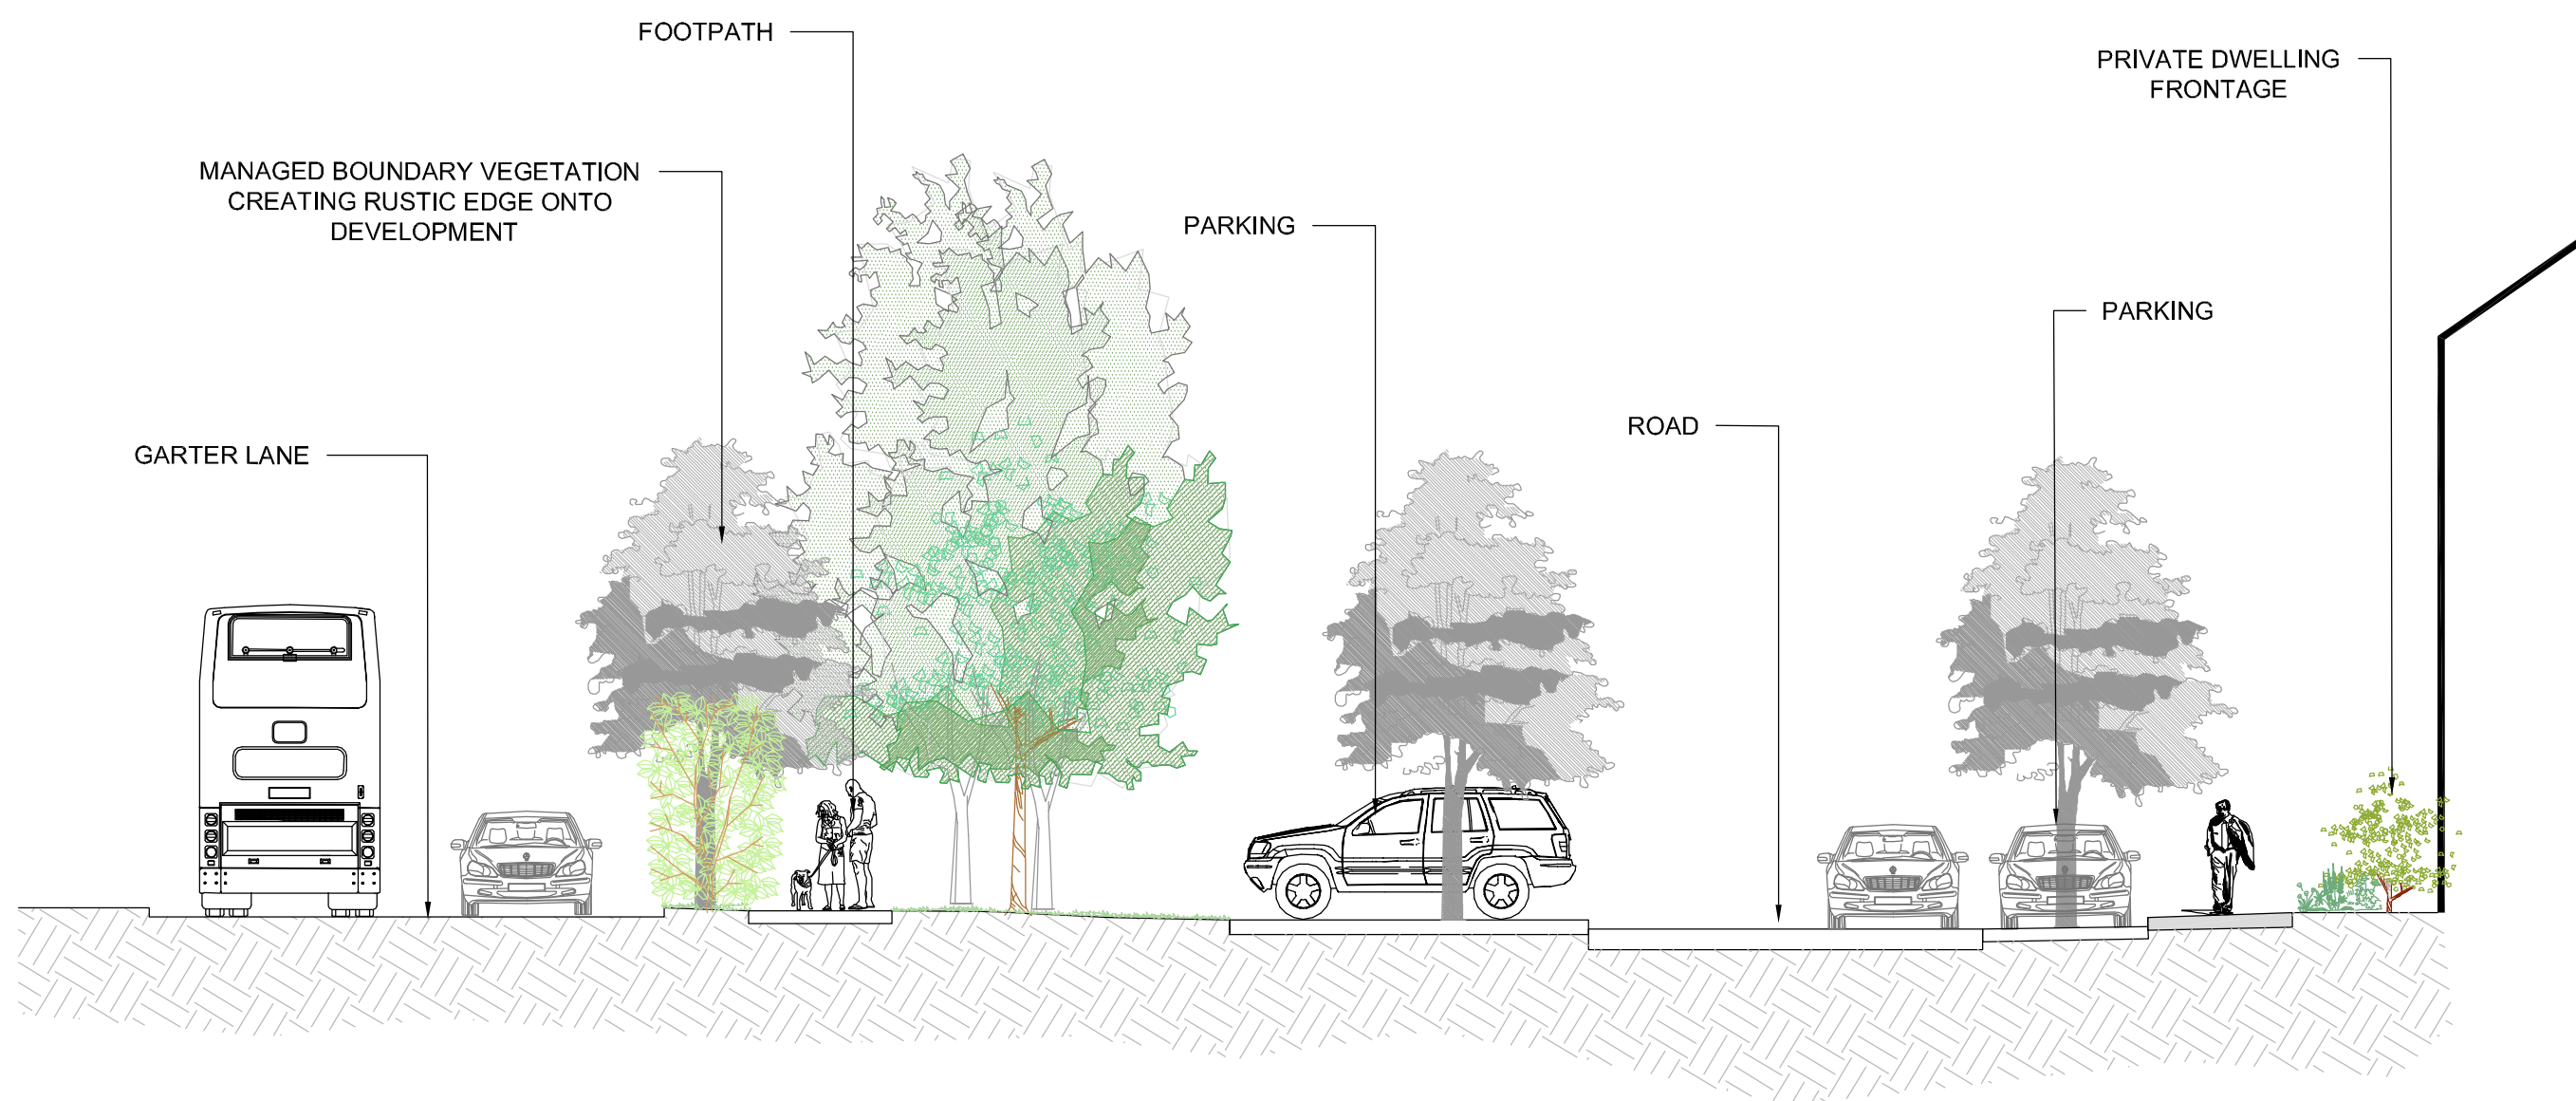 FOOTPATH
PRIVATE DWELLING
FRONTAGE
MANAGED BOUNDARY VEGETATION
CREATING RUSTIC EDGE ONTO
DEVELOPMENT
PARKING
PARKING
ROAD
GARTER LANE